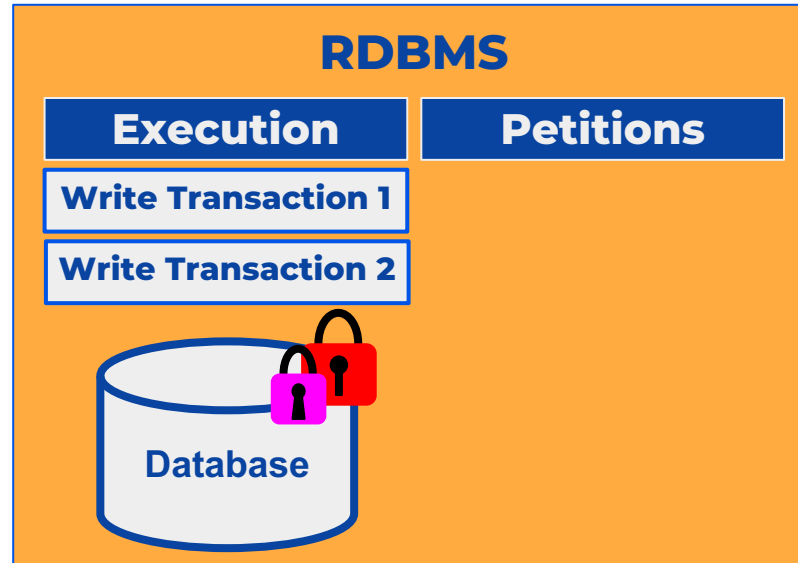 RDBMS
Execution
Petitions
Write Transaction 1
Write Transaction 2
Database